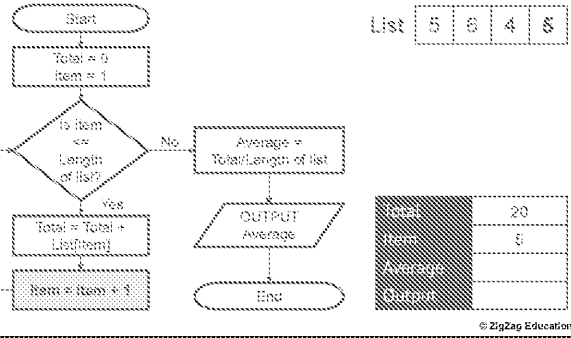 Start
List 5 6 4 5
Total = 0
Item = 1
Is Item
<=
Length
of list?
No
Average =
Total/Length of list
Yes
Total = Total +
List[Item]
OUTPUT
Average
Item = Item + 1
End
Total 20
Item 5
Average
Output
© ZigZag Education